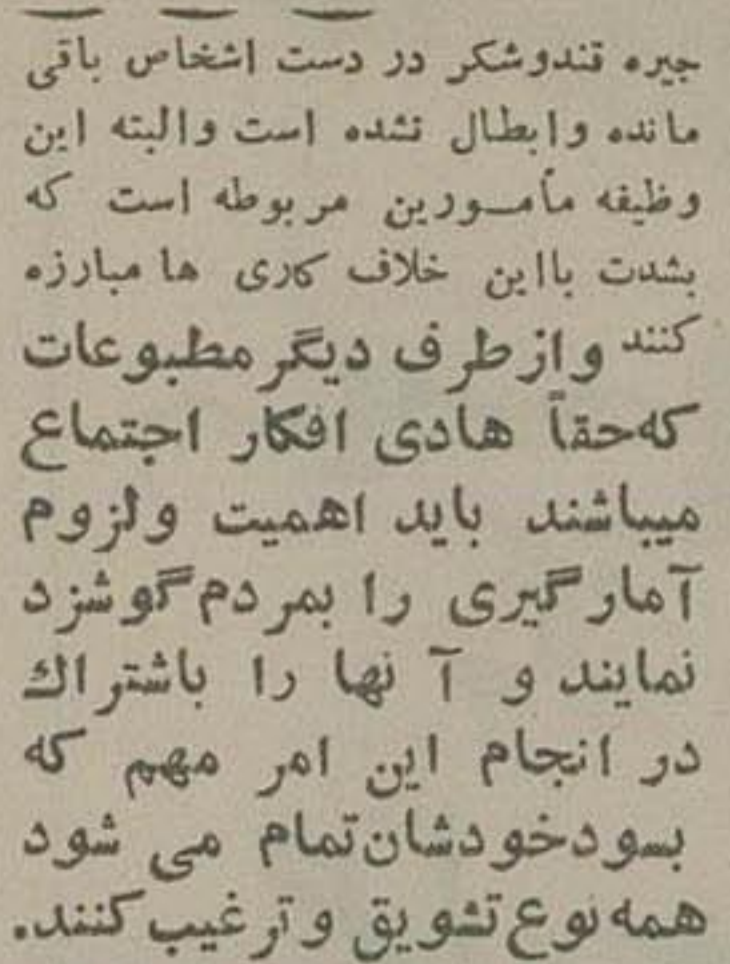 جیره قندوشکر در دست اشخاص باقی
مانده وابطال نشده است والبته این
وظیفه مأمورین مربوطه است که
بشدت بااین خلاف کاری ها مبارزه
کنند وازطرف دیگر مطبوعات
که حقاً هادی افکار اجتماع
میباشند باید اهمیت ولزوم
آمارگیری را بمردم گوشزد
نمایند و آنها را باشتراک
در انجام این امر مهم که
بسودخودشان تمام می شود
همه نوع تشویق وترغیب کنند.